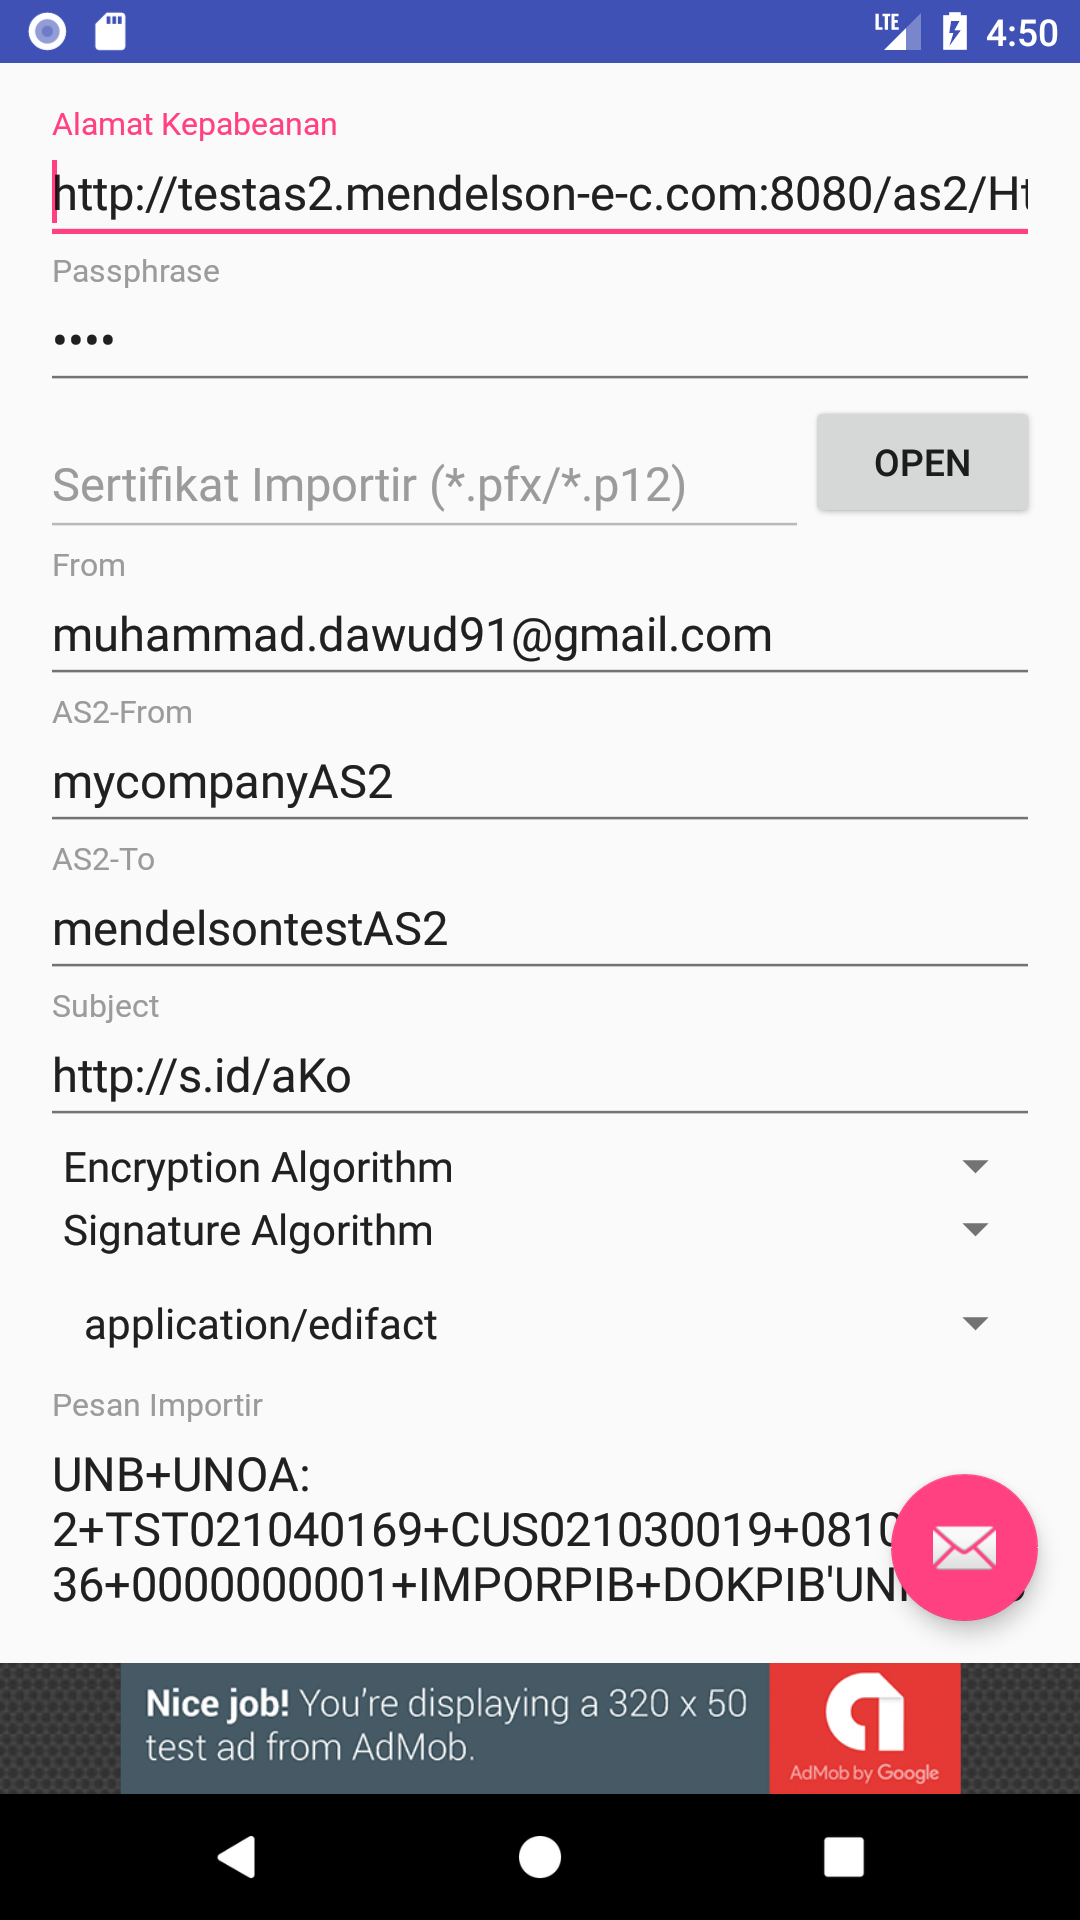 LTE 4:50
Alamat Kepabeanan
http://testas2.mendelson-e-c.com:8080/as2/Ht
Passphrase
••••
Sertifikat Importir (*.pfx/*.p12)
OPEN
From
muhammad.dawud91@gmail.com
AS2-From
mycompanyAS2
AS2-To
mendelsontestAS2
Subject
http://s.id/aKo
Encryption Algorithm
Signature Algorithm
application/edifact
Pesan Importir
UNB+UNOA:
2+TST021040169+CUS021030019+0810
36+0000000001+IMPORPIB+DOKPIB'UN
Nice job! You're displaying a 320 x 50
test ad from AdMob.
AdMob by Google